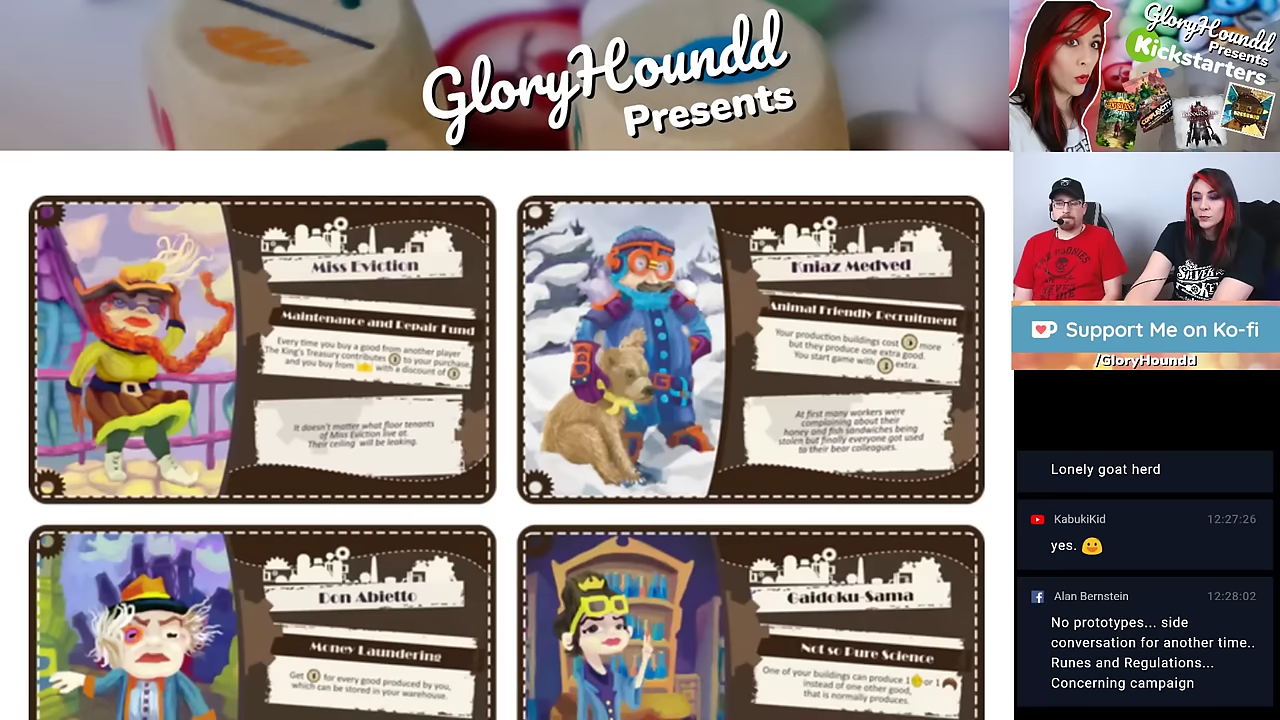 GloryHoundd
Presents
GloryHoundd
Presents
Kickstarters
Miss Eviction
Maintenance and Repair Fund
Every time you buy a good from another player
The King's Treasury contributes 1 to your purchase,
and you buy from with a discount of 1
It doesn't matter what floor tenants
of Miss Eviction live at.
Their ceiling will be leaking.
Kniaz Medved
Animal Friendly Recruitment
Your production buildings cost 1 more
but they produce one extra good.
You start game with 1 extra.
At first many workers were
complaining about their
honey and fish sandwiches being
stolen but finally everyone got used
to their bear colleagues.
Don Abietto
Money Laundering
Get 1 for every good produced by you,
which can be stored in your warehouse.
Gaidoku-Sama
Not so Pure Science
One of your buildings can produce 1 or 1
instead of one other good,
that is normally produces.
Support Me on Ko-fi
/GloryHoundd
Lonely goat herd
KabukiKid 12:27:26
yes.
Alan Bernstein 12:28:02
No prototypes... side
conversation for another time..
Runes and Regulations...
Concerning campaign